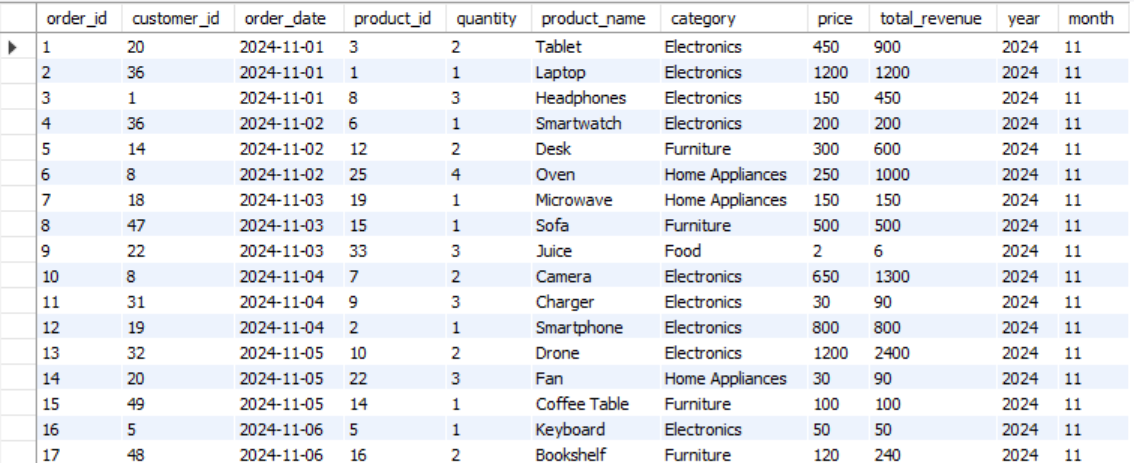 order_id customer_id order_date product_id quantity product_name category price total_revenue year month
1 20 2024-11-01 3 2 Tablet Electronics 450 900 2024 11
2 36 2024-11-01 1 1 Laptop Electronics 1200 1200 2024 11
3 1 2024-11-01 8 3 Headphones Electronics 150 450 2024 11
4 36 2024-11-02 6 1 Smartwatch Electronics 200 200 2024 11
5 14 2024-11-02 12 2 Desk Furniture 300 600 2024 11
6 8 2024-11-02 25 4 Oven Home Appliances 250 1000 2024 11
7 18 2024-11-03 19 1 Microwave Home Appliances 150 150 2024 11
8 47 2024-11-03 15 1 Sofa Furniture 500 500 2024 11
9 22 2024-11-03 33 3 Juice Food 2 6 2024 11
10 8 2024-11-04 7 2 Camera Electronics 650 1300 2024 11
11 31 2024-11-04 9 3 Charger Electronics 30 90 2024 11
12 19 2024-11-04 2 1 Smartphone Electronics 800 800 2024 11
13 32 2024-11-05 10 2 Drone Electronics 1200 2400 2024 11
14 20 2024-11-05 22 3 Fan Home Appliances 30 90 2024 11
15 49 2024-11-05 14 1 Coffee Table Furniture 100 100 2024 11
16 5 2024-11-06 5 1 Keyboard Electronics 50 50 2024 11
17 48 2024-11-06 16 2 Bookshelf Furniture 120 240 2024 11